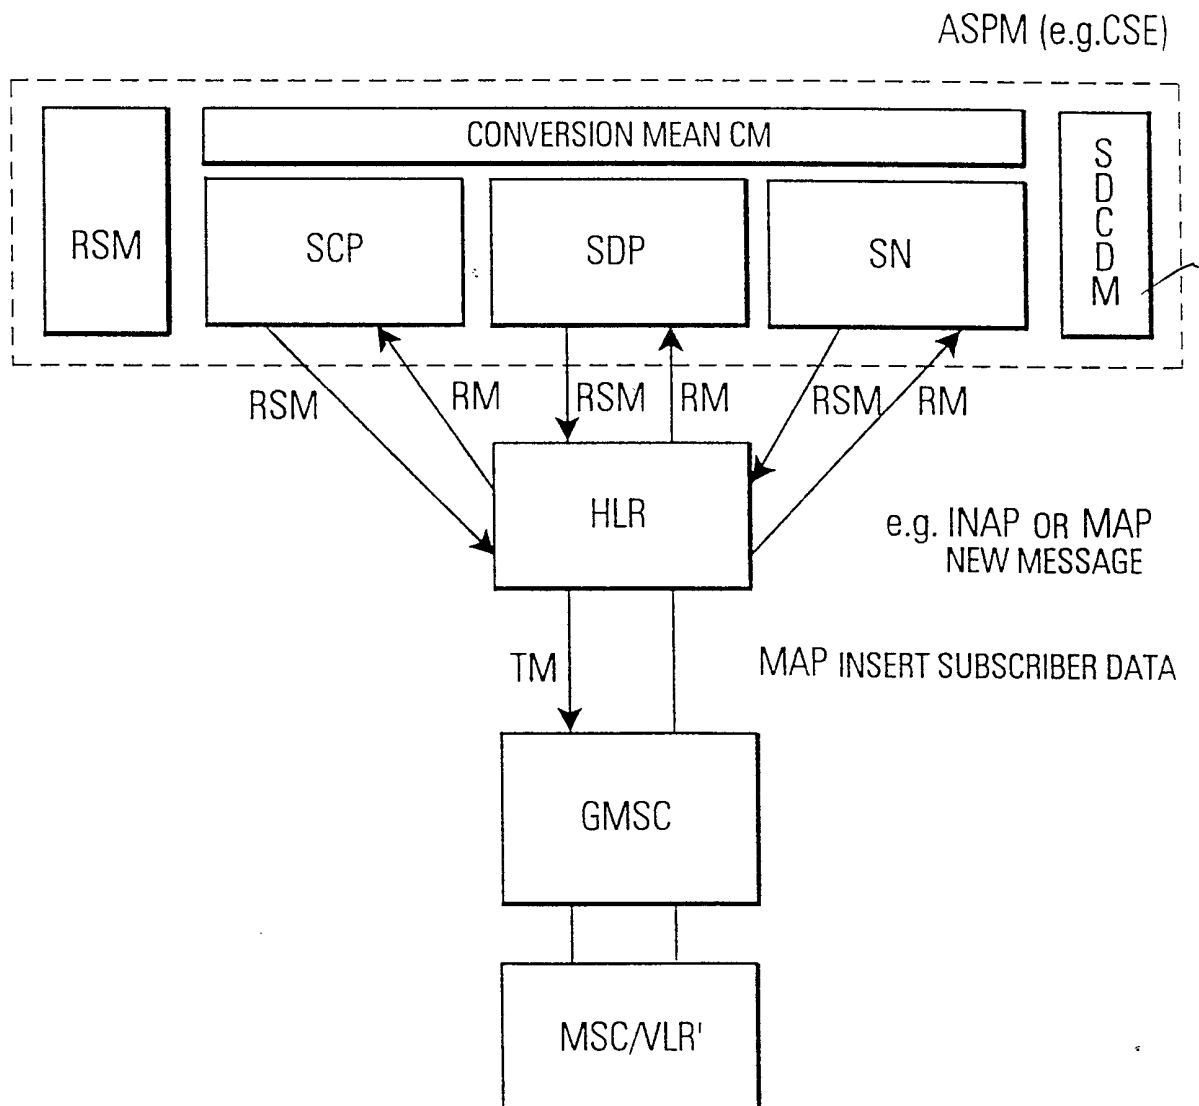 ASPM (e.g.CSE)
CONVERSION MEAN CM
RSM
SCP
SDP
SN
SDCDM
RSM
RM
RSM
RM
RSM
RM
HLR
e.g. INAP OR MAP
NEW MESSAGE
TM
MAP INSERT SUBSCRIBER DATA
GMSC
MSC/VLR'